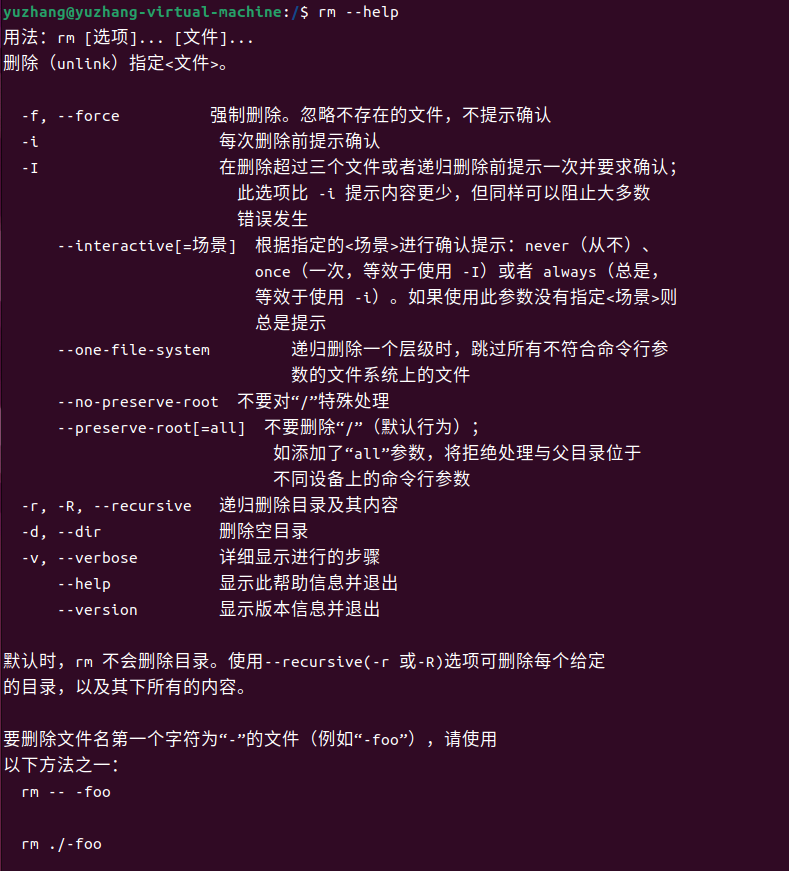 yuzhang@yuzhang-virtual-machine:/$ rm --help
用法：rm [选项]... [文件]...
删除（unlink）指定<文件>。
-f, --force 强制删除。忽略不存在的文件，不提示确认
-i 每次删除前提示确认
-I 在删除超过三个文件或者递归删除前提示一次并要求确认；
此选项比 -i 提示内容更少，但同样可以阻止大多数
错误发生
--interactive[=场景] 根据指定的<场景>进行确认提示：never（从不）、
once（一次，等效于使用 -I）或者 always（总是，
等效于使用 -i）。如果使用此参数没有指定<场景>则
总是提示
--one-file-system 递归删除一个层级时，跳过所有不符合命令行参
数的文件系统上的文件
--no-preserve-root 不要对“/”特殊处理
--preserve-root[=all] 不要删除“/”（默认行为）；
如添加了“all”参数，将拒绝处理与父目录位于
不同设备上的命令行参数
-r, -R, --recursive 递归删除目录及其内容
-d, --dir 删除空目录
-v, --verbose 详细显示进行的步骤
--help 显示此帮助信息并退出
--version 显示版本信息并退出
默认时，rm 不会删除目录。使用--recursive(-r 或-R)选项可删除每个给定
的目录，以及其下所有的内容。
要删除文件名第一个字符为“-”的文件（例如“-foo”），请使用
以下方法之一：
rm -- -foo
rm ./-foo